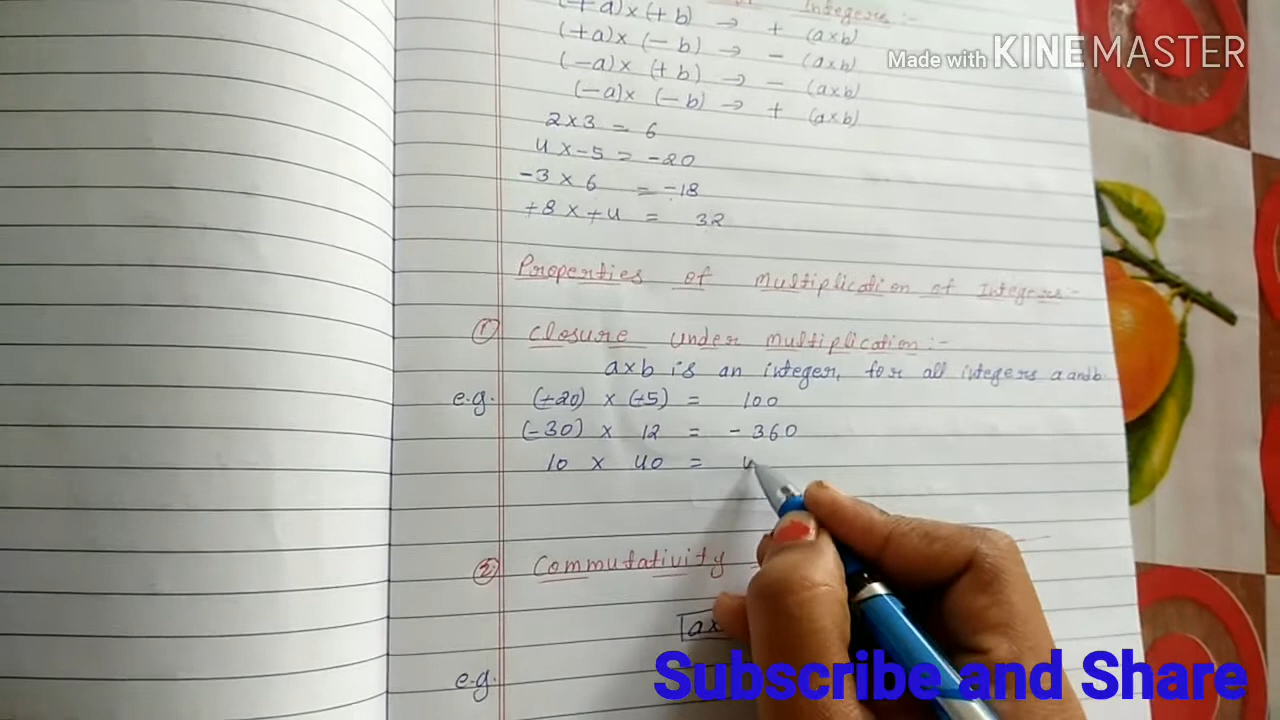 Integers :-
(+a)×(+b) → + (a×b)
(+a)× (-b) → - (a×b)
(-a)× (+b) → - (a×b)
(-a)× (-b) → + (a×b)
Made with KINEMASTER
2×3 = 6
4×-5 = -20
-3 × 6 = -18
+8 × +4 = 32
Properties of multiplication of Integers :-
① Closure under multiplication :-
a×b is an integer, for all integers a and b
e.g. (+20) × (+5) = 100
(-30) × 12 = - 360
10 × 40 = 4
② Commutativity
a×
e.g.
Subscribe and Share